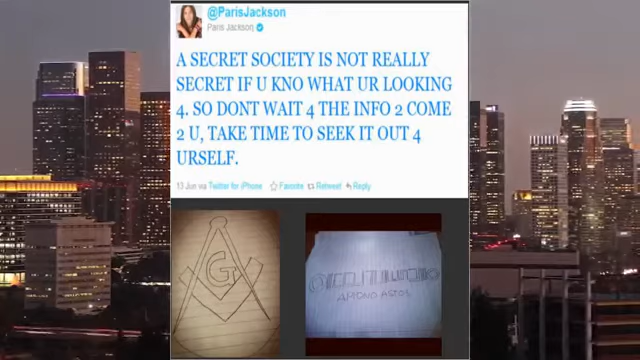 @ParisJackson
Paris Jackson
A SECRET SOCIETY IS NOT REALLY
SECRET IF U KNO WHAT UR LOOKING
4. SO DONT WAIT 4 THE INFO 2 COME
2 U, TAKE TIME TO SEEK IT OUT 4
URSELF.
13 Jun via Twitter for iPhone Favorite Retweet Reply
G